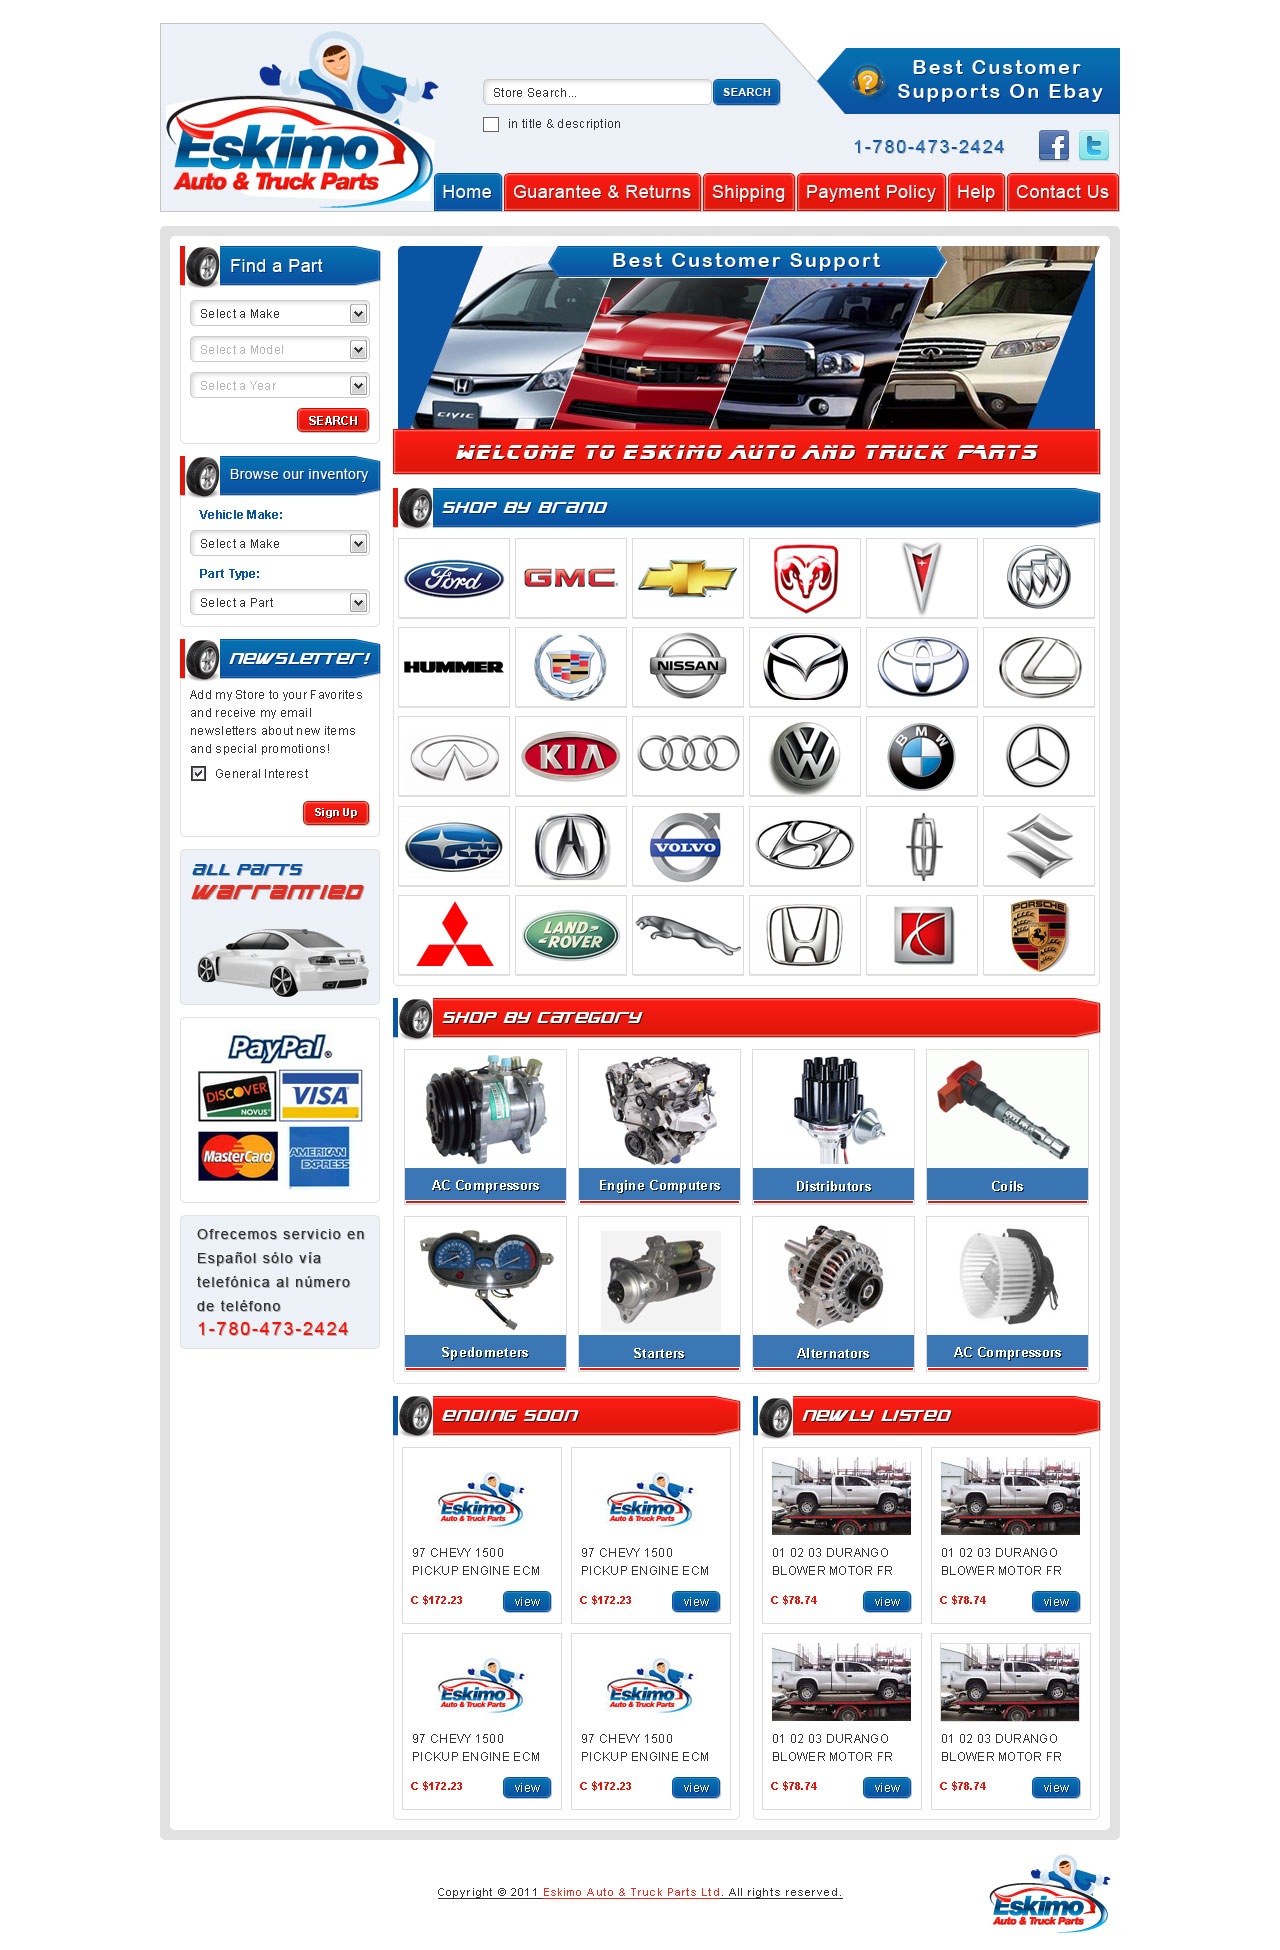 Eskimo
Auto & Truck Parts
Store Search...
SEARCH
in title & description
Best Customer
Supports On Ebay
1-780-473-2424
Home
Guarantee & Returns
Shipping
Payment Policy
Help
Contact Us
Find a Part
Select a Make
Select a Model
Select a Year
SEARCH
Browse our inventory
Vehicle Make:
Select a Make
Part Type:
Select a Part
Newsletter!
Add my Store to your Favorites
and receive my email
newsletters about new items
and special promotions!
General Interest
Sign Up
ALL PARTS
WARRANTIED
PayPal
DISCOVER
NOVUS
VISA
MasterCard
AMERICAN
EXPRESS
Ofrecemos servicio en
Español sólo vía
telefónica al número
de teléfono
1-780-473-2424
Best Customer Support
CIVIC
WELCOME TO ESKIMO AUTO AND TRUCK PARTS
SHOP BY BRAND
Ford
GMC
HUMMER
NISSAN
KIA
BMW
VOLVO
LAND
ROVER
PORSCHE
SHOP BY CATEGORY
AC Compressors
Engine Computers
Distributors
Coils
Spedometers
Starters
Alternators
AC Compressors
ENDING SOON
Eskimo
Auto & Truck Parts
97 CHEVY 1500
PICKUP ENGINE ECM
C $172.23
view
Eskimo
Auto & Truck Parts
97 CHEVY 1500
PICKUP ENGINE ECM
C $172.23
view
Eskimo
Auto & Truck Parts
97 CHEVY 1500
PICKUP ENGINE ECM
C $172.23
view
Eskimo
Auto & Truck Parts
97 CHEVY 1500
PICKUP ENGINE ECM
C $172.23
view
NEWLY LISTED
01 02 03 DURANGO
BLOWER MOTOR FR
C $78.74
view
01 02 03 DURANGO
BLOWER MOTOR FR
C $78.74
view
01 02 03 DURANGO
BLOWER MOTOR FR
C $78.74
view
01 02 03 DURANGO
BLOWER MOTOR FR
C $78.74
view
Copyright © 2011 Eskimo Auto & Truck Parts Ltd. All rights reserved.
Eskimo
Auto & Truck Parts